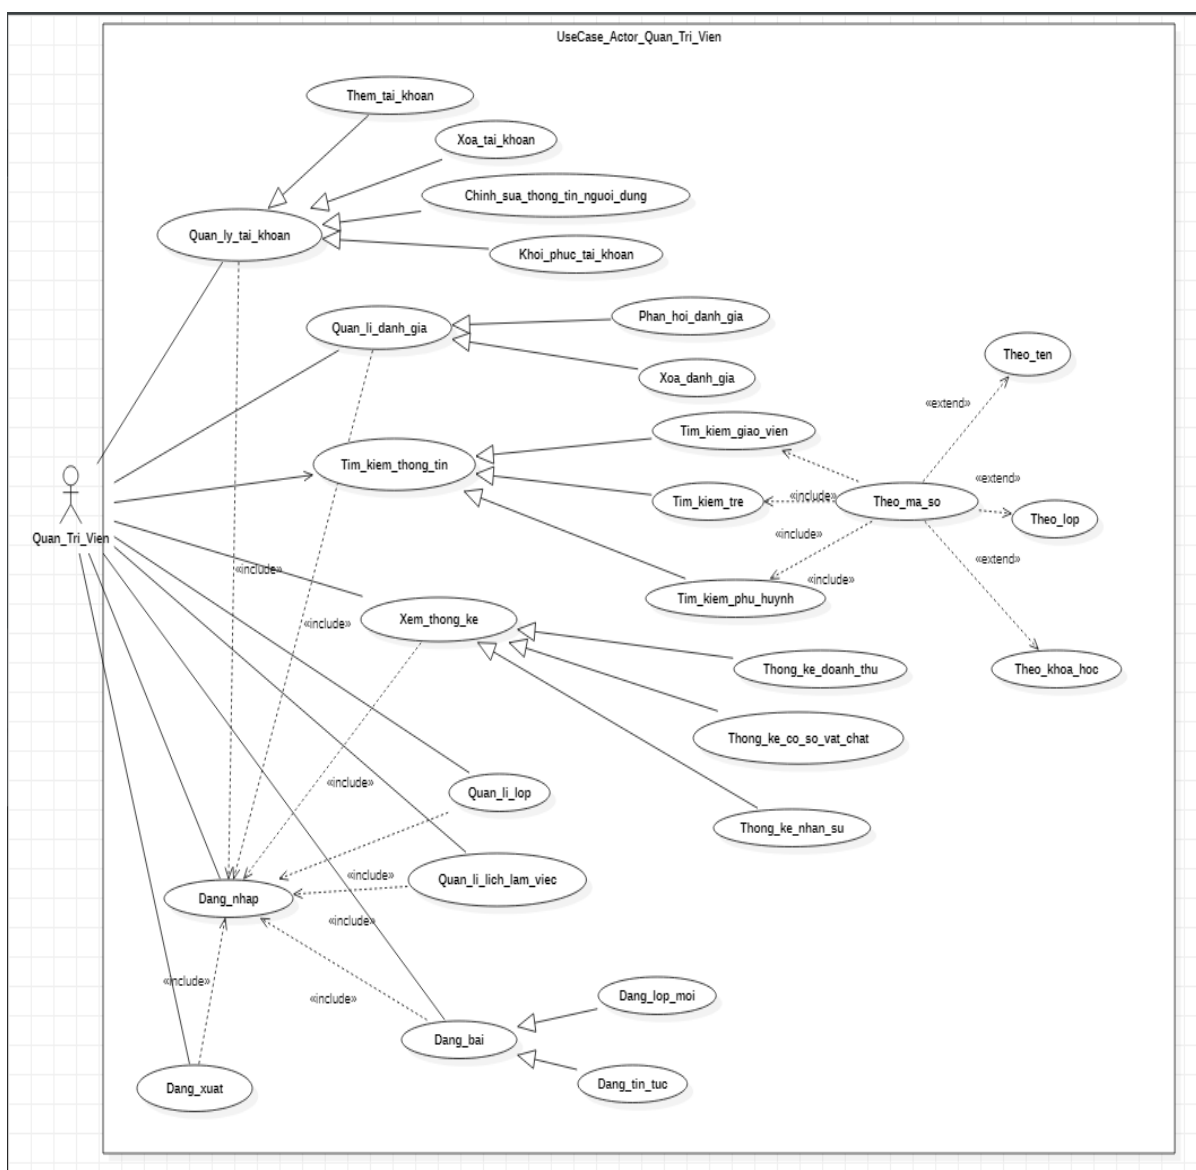 UseCase_Actor_Quan_Tri_Vien
Them_tai_khoan
Xoa_tai_khoan
Chinh_sua_thong_tin_nguoi_dung
Quan_ly_tai_khoan
Khoi_phuc_tai_khoan
Phan_hoi_danh_gia
Quan_li_danh_gia
Theo_ten
Xoa_danh_gia
«extend»
Tim_kiem_giao_vien
Tim_kiem_thong_tin
«extend»
Tim_kiem_tre
«include»
Theo_ma_so
Theo_lop
Quan_Tri_Vien
«include»
«extend»
«include»
«include»
Tim_kiem_phu_huynh
Xem_thong_ke
«include»
Thong_ke_doanh_thu
Theo_khoa_hoc
Thong_ke_co_so_vat_chat
«include»
Quan_li_lop
Thong_ke_nhan_su
«include»
Quan_li_lich_lam_viec
Dang_nhap
«include»
«include»
«include»
Dang_lop_moi
Dang_bai
Dang_xuat
Dang_tin_tuc